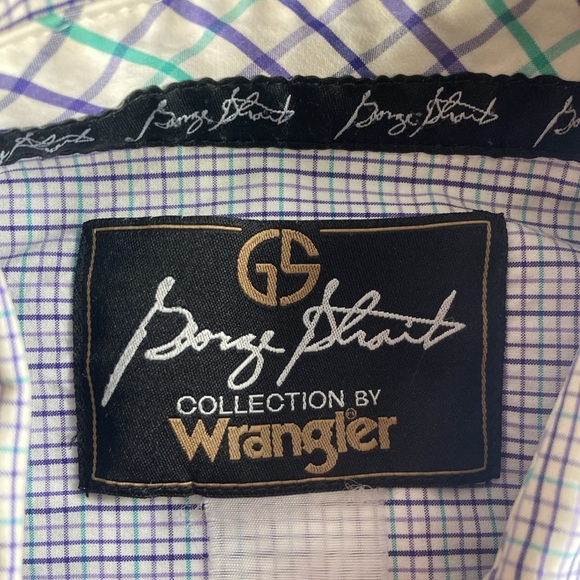 George Strait George Strait
GS
George Strait
COLLECTION BY
Wrangler®